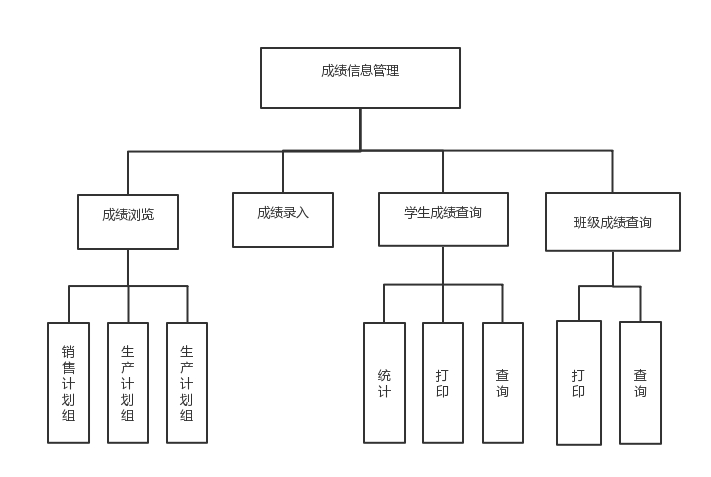 成绩信息管理
成绩浏览
成绩录入
学生成绩查询
班级成绩查询
销售计划组
生产计划组
生产计划组
统计
打印
查询
打印
查询